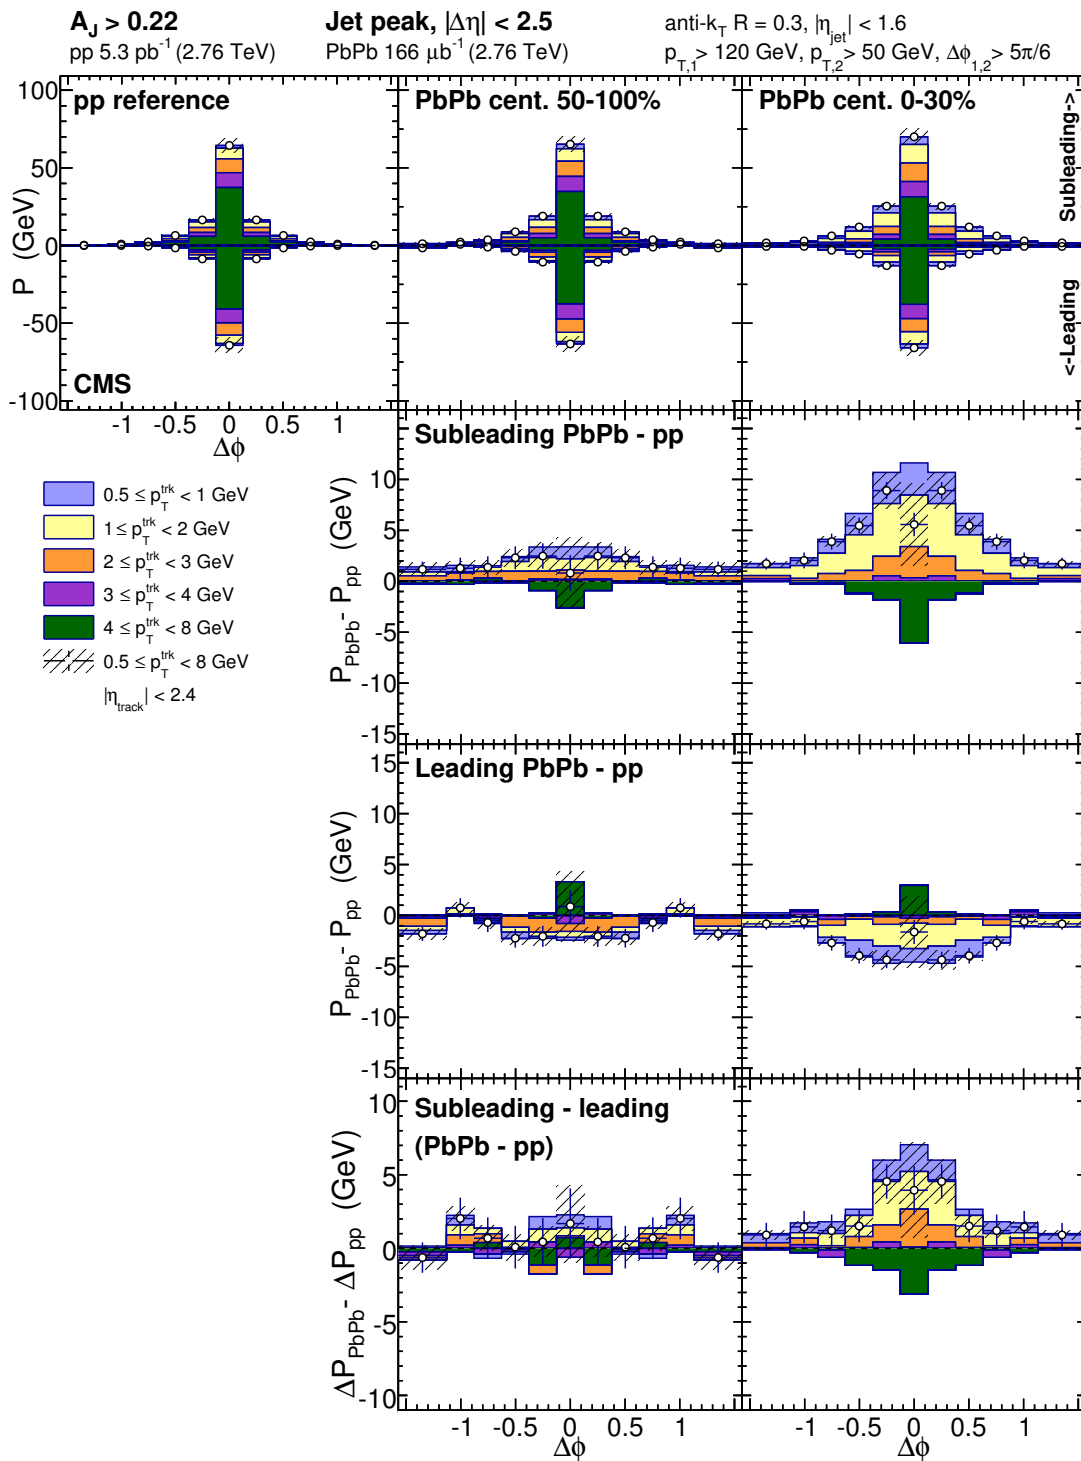 A_J > 0.22
Jet peak, |Δη| < 2.5
anti-k_T R = 0.3, |η_jet| < 1.6
pp 5.3 pb⁻¹ (2.76 TeV)
PbPb 166 μb⁻¹ (2.76 TeV)
p_T,1 > 120 GeV, p_T,2 > 50 GeV, Δϕ_1,2 > 5π/6
pp reference
PbPb cent. 50-100%
PbPb cent. 0-30%
100
50
0
-50
-100
P (GeV)
Subleading->
<-Leading
CMS
-1 -0.5 0 0.5 1
Δϕ
0.5 ≤ p_T^trk < 1 GeV
1 ≤ p_T^trk < 2 GeV
2 ≤ p_T^trk < 3 GeV
3 ≤ p_T^trk < 4 GeV
4 ≤ p_T^trk < 8 GeV
0.5 ≤ p_T^trk < 8 GeV
|η_track| < 2.4
Subleading PbPb - pp
10
5
0
-5
-10
-15
P_PbPb - P_pp (GeV)
Leading PbPb - pp
15
10
5
0
-5
-10
-15
P_PbPb - P_pp (GeV)
Subleading - leading
(PbPb - pp)
10
5
0
-5
-10
ΔP_PbPb - ΔP_pp (GeV)
-1 -0.5 0 0.5 1
Δϕ
-1 -0.5 0 0.5 1
Δϕ